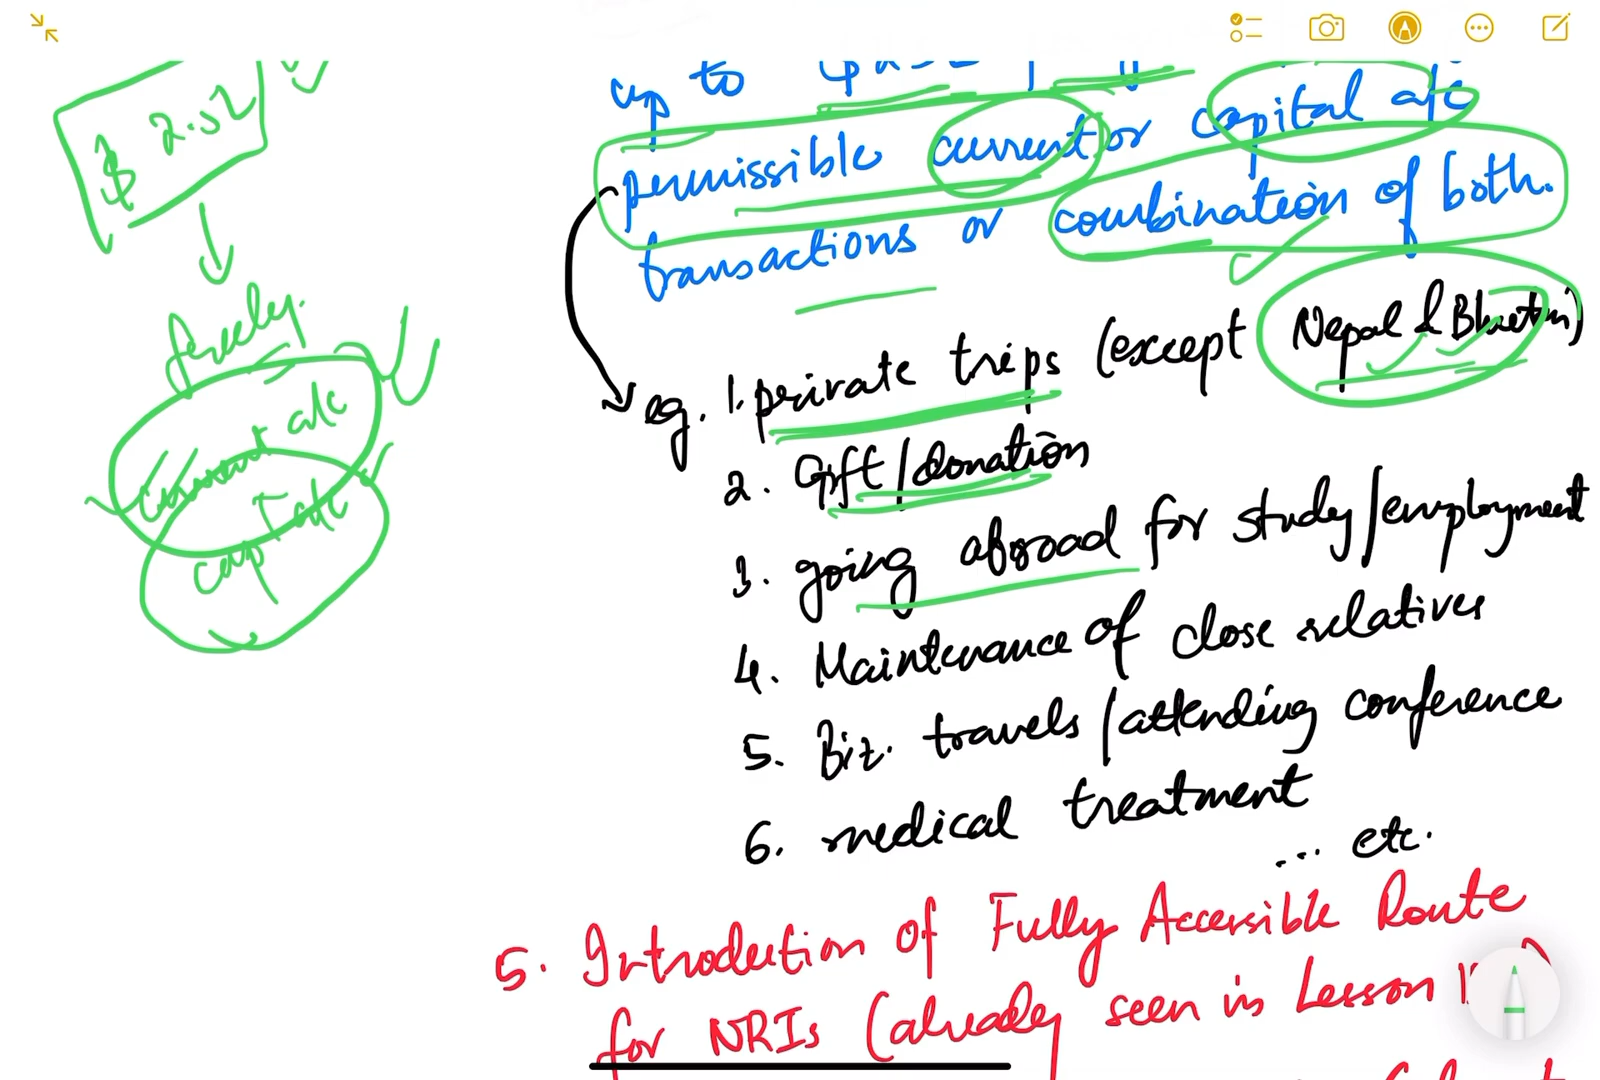 $ 2.52
freely.
current a/c
cap a/c
up to
permissible current or capital a/c
transactions or combination of both.
eg. 1. private trips (except Nepal & Bhutan)
2. Gift/donation
3. going abroad for study/employment
4. Maintenance of close relatives
5. Biz. travels/attending conference
6. medical treatment
... etc.
5. Introduction of Fully Accessible Route
for NRIs (already seen in Lesson